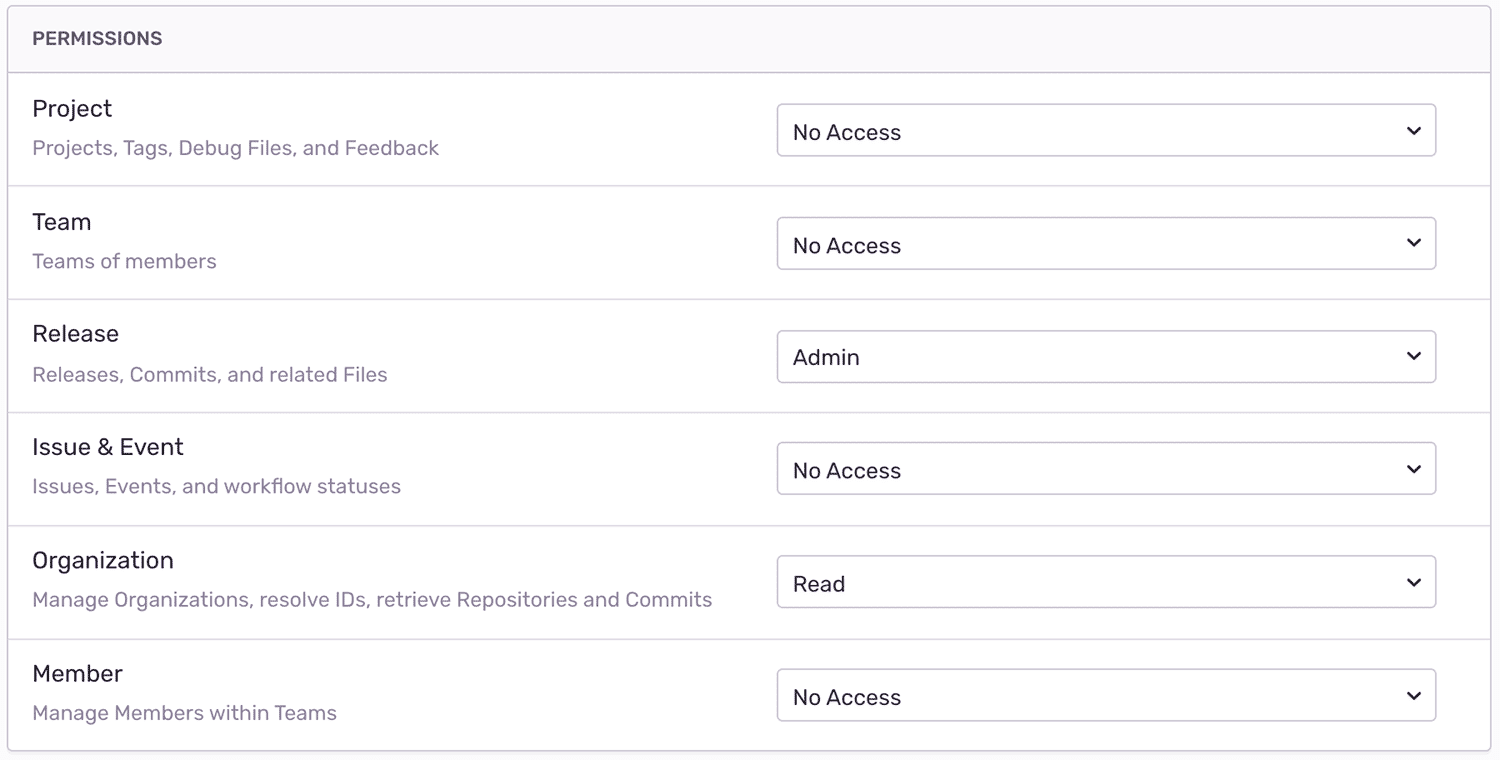 PERMISSIONS
Project
Projects, Tags, Debug Files, and Feedback
No Access
Team
Teams of members
No Access
Release
Releases, Commits, and related Files
Admin
Issue & Event
Issues, Events, and workflow statuses
No Access
Organization
Manage Organizations, resolve IDs, retrieve Repositories and Commits
Read
Member
Manage Members within Teams
No Access